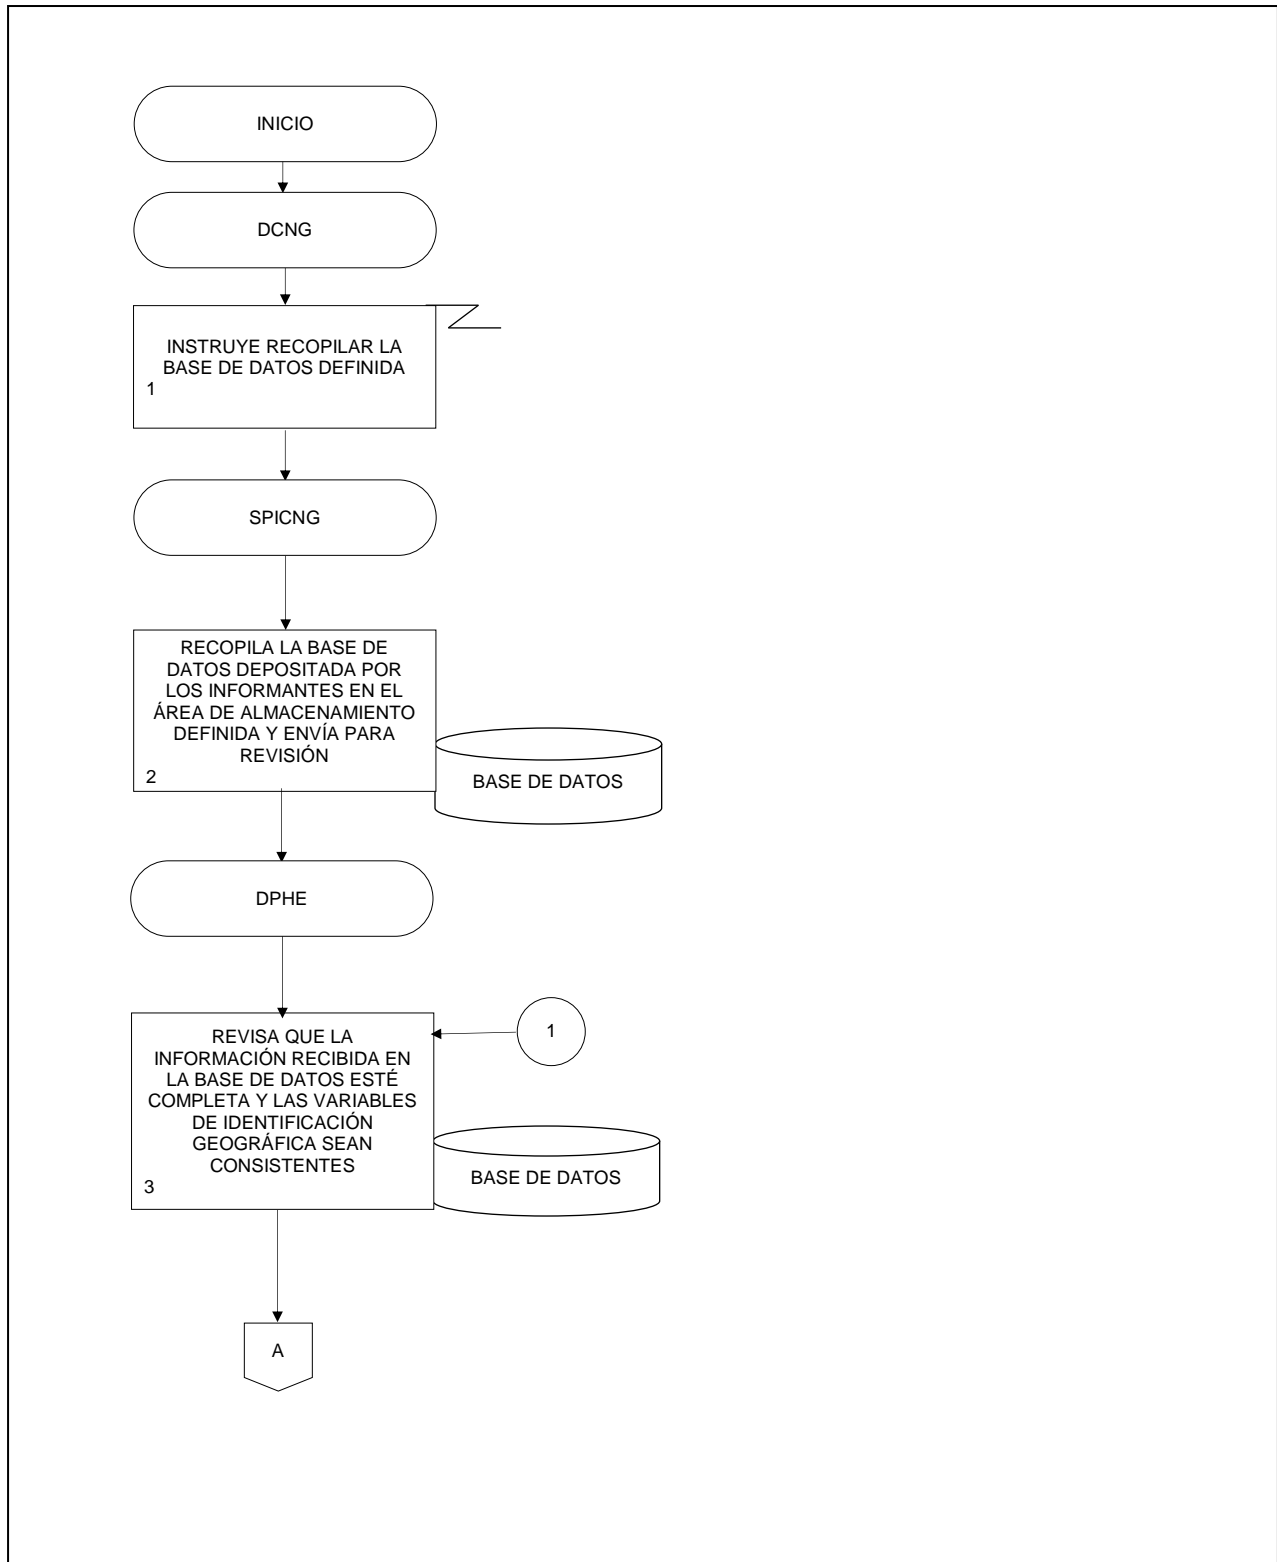 INICIO
DCNG
INSTRUYE RECOPILAR LA
BASE DE DATOS DEFINIDA
1
SPICNG
RECOPILA LA BASE DE
DATOS DEPOSITADA POR
LOS INFORMANTES EN EL
ÁREA DE ALMACENAMIENTO
DEFINIDA Y ENVÍA PARA
REVISIÓN
2
BASE DE DATOS
DPHE
1
REVISA QUE LA
INFORMACIÓN RECIBIDA EN
LA BASE DE DATOS ESTÉ
COMPLETA Y LAS VARIABLES
DE IDENTIFICACIÓN
GEOGRÁFICA SEAN
CONSISTENTES
3
BASE DE DATOS
A